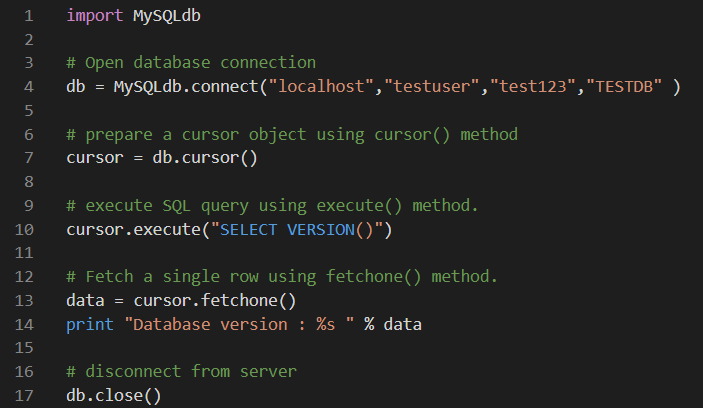 1 import MySQLdb
2
3 # Open database connection
4 db = MySQLdb.connect("localhost","testuser","test123","TESTDB" )
5
6 # prepare a cursor object using cursor() method
7 cursor = db.cursor()
8
9 # execute SQL query using execute() method.
10 cursor.execute("SELECT VERSION()")
11
12 # Fetch a single row using fetchone() method.
13 data = cursor.fetchone()
14 print "Database version : %s " % data
15
16 # disconnect from server
17 db.close()